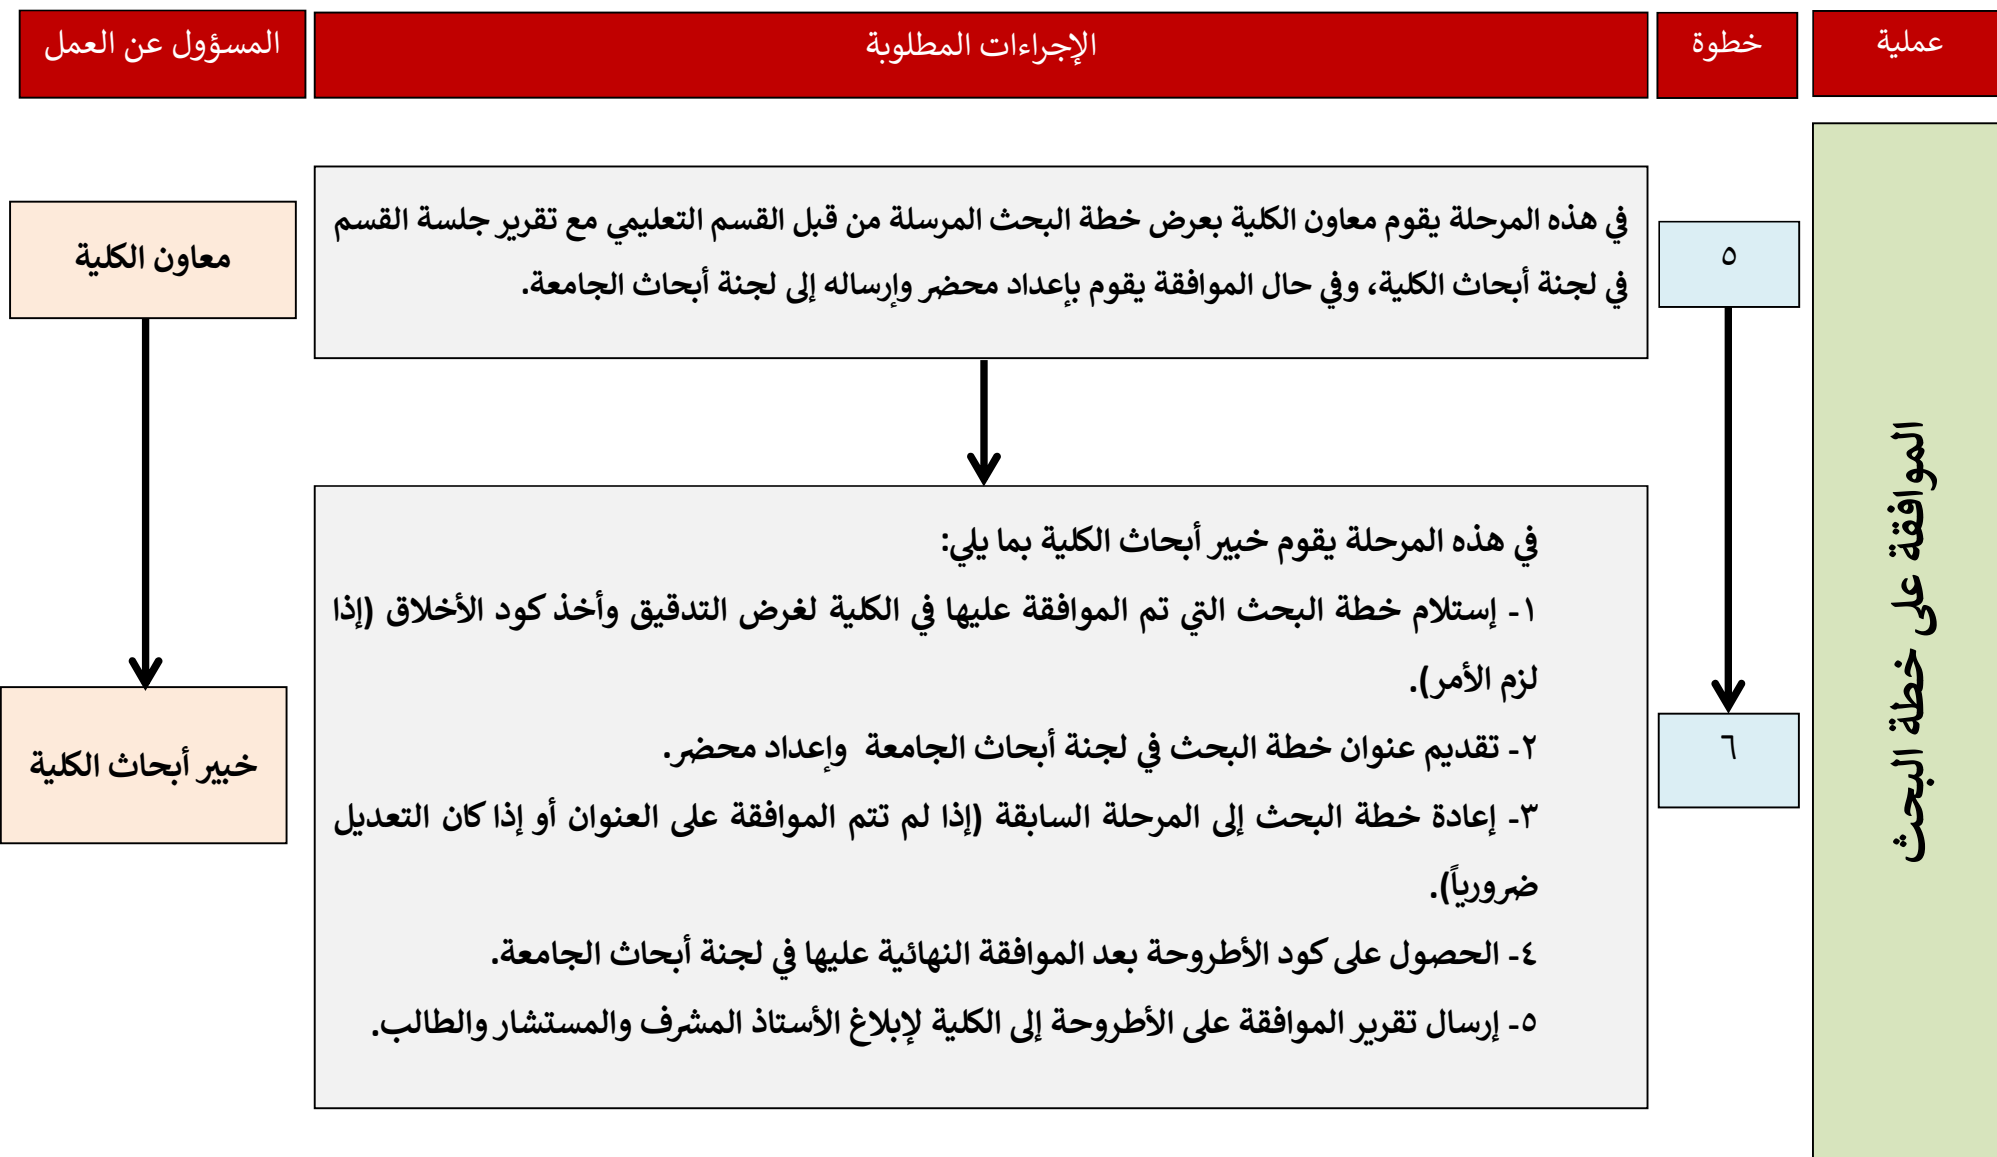 عملية
خطوة
الإجراءات المطلوبة
المسؤول عن العمل
الموافقة على خطة البحث
٥
في هذه المرحلة يقوم معاون الكلية بعرض خطة البحث المرسلة من قبل القسم التعليمي مع تقرير جلسة القسم
في لجنة أبحاث الكلية، وفي حال الموافقة يقوم بإعداد محضر وإرساله إلى لجنة أبحاث الجامعة.
معاون الكلية
٦
في هذه المرحلة يقوم خبير أبحاث الكلية بما يلي:
١- إستلام خطة البحث التي تم الموافقة عليها في الكلية لغرض التدقيق وأخذ كود الأخلاق (إذا
لزم الأمر).
٢- تقديم عنوان خطة البحث في لجنة أبحاث الجامعة وإعداد محضر.
٣- إعادة خطة البحث إلى المرحلة السابقة (إذا لم تتم الموافقة على العنوان أو إذا كان التعديل
ضرورياً).
٤- الحصول على كود الأطروحة بعد الموافقة النهائية عليها في لجنة أبحاث الجامعة.
٥- إرسال تقرير الموافقة على الأطروحة إلى الكلية لإبلاغ الأستاذ المشرف والمستشار والطالب.
خبير أبحاث الكلية